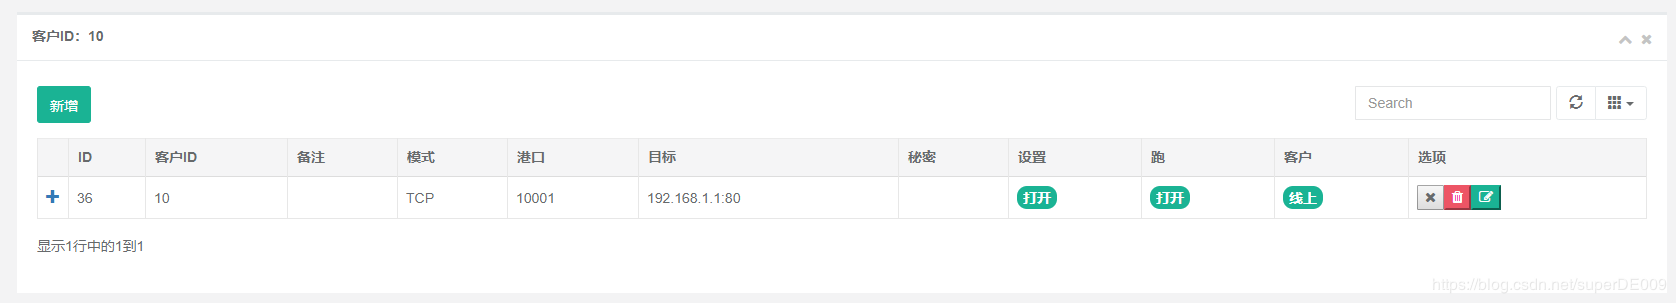 客户ID：10
新增
Search
ID 客户ID 备注 模式 港口 目标 秘密 设置 跑 客户 选项
36 10 TCP 10001 192.168.1.1:80 打开 打开 线上
显示1行中的1到1
https://blog.csdn.net/superDE009